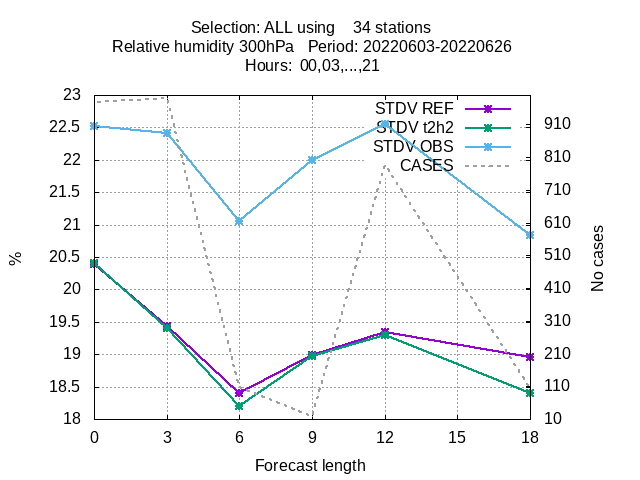 Selection: ALL using    34 stations
Relative humidity 300hPa   Period: 20220603-20220626
Hours:  00,03,...,21
STDV REF
STDV t2h2
STDV OBS
CASES
23
22.5
22
21.5
21
20.5
20
19.5
19
18.5
18
%
910
810
710
610
510
410
310
210
110
10
No cases
0 3 6 9 12 15 18
Forecast length